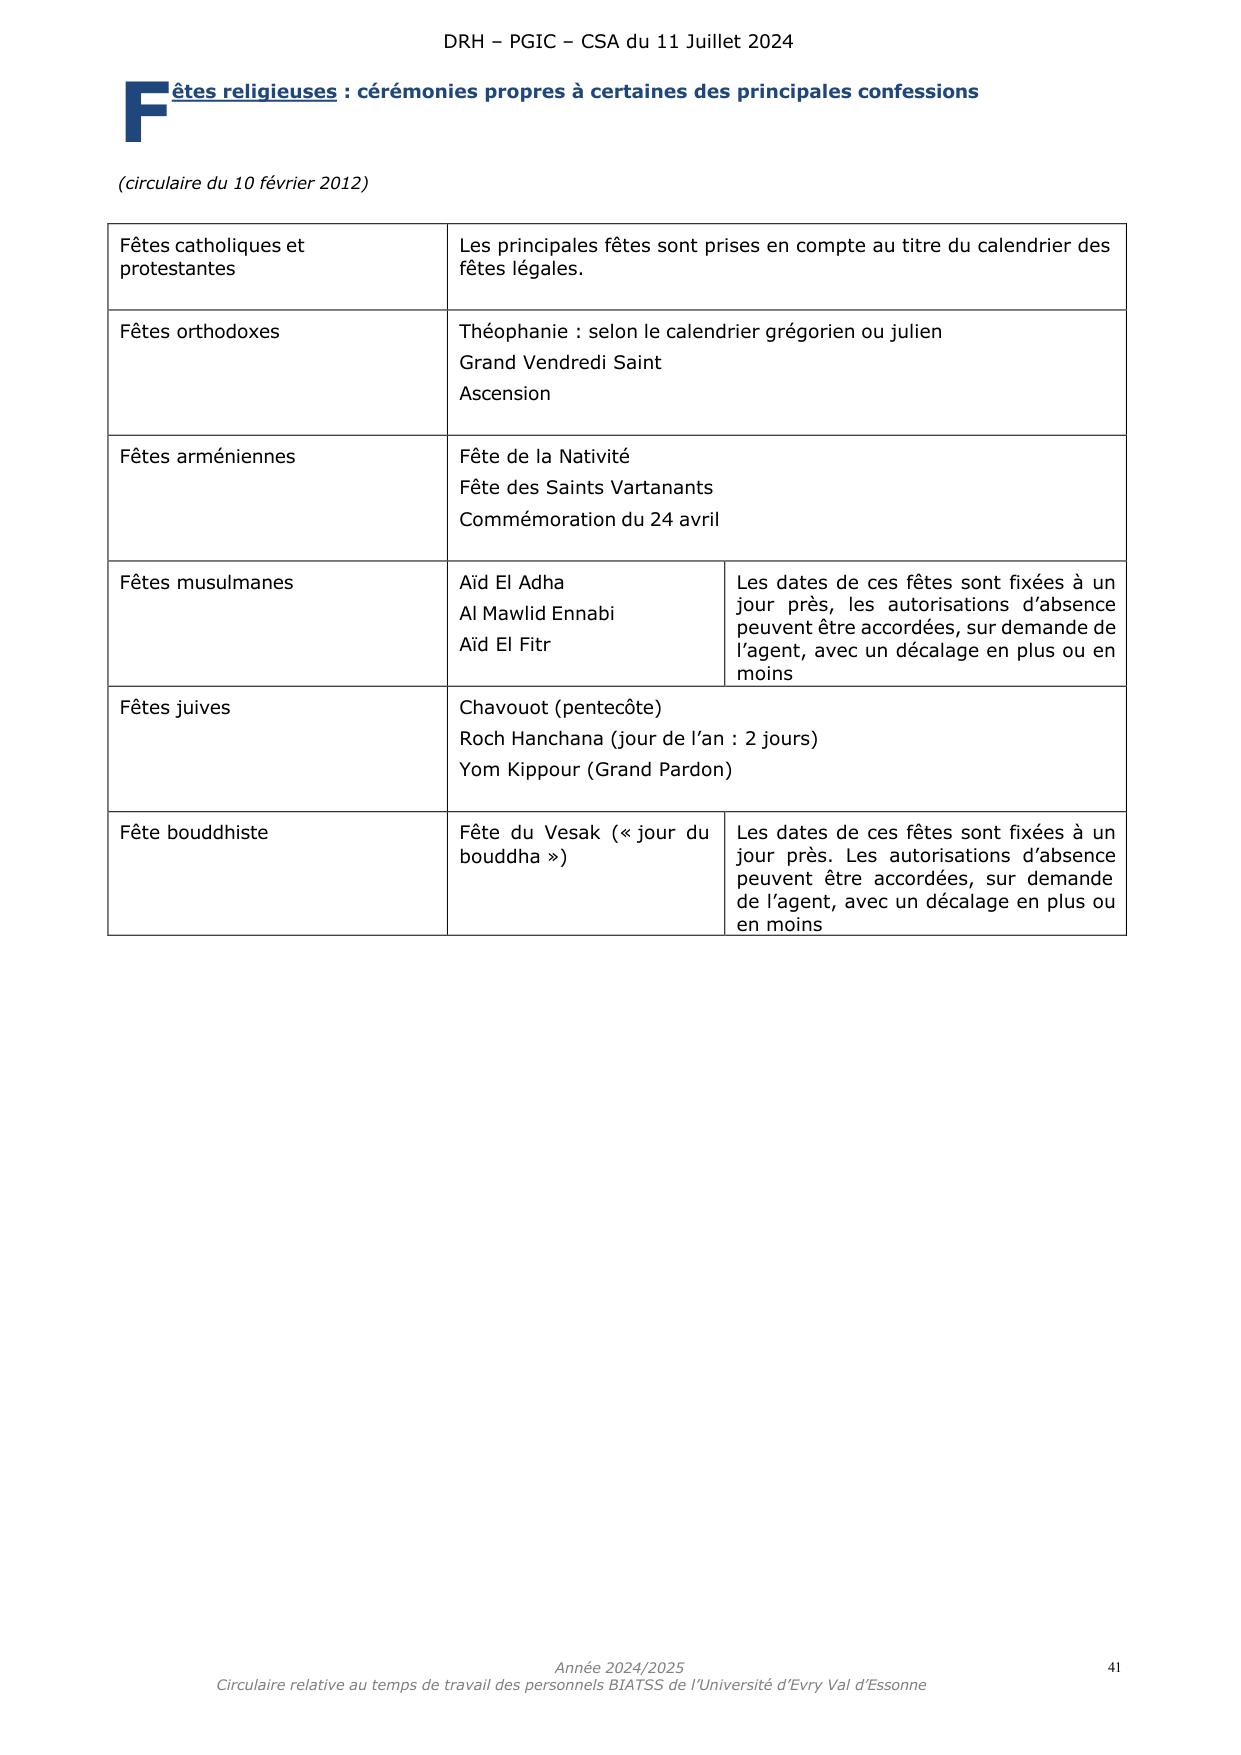 DRH – PGIC – CSA du 11 Juillet 2024
Fêtes religieuses : cérémonies propres à certaines des principales confessions
(circulaire du 10 février 2012)
Fêtes catholiques et
protestantes
Les principales fêtes sont prises en compte au titre du calendrier des
fêtes légales.
Fêtes orthodoxes
Théophanie : selon le calendrier grégorien ou julien
Grand Vendredi Saint
Ascension
Fêtes arméniennes
Fête de la Nativité
Fête des Saints Vartanants
Commémoration du 24 avril
Fêtes musulmanes
Aïd El Adha
Al Mawlid Ennabi
Aïd El Fitr
Les dates de ces fêtes sont fixées à un
jour près, les autorisations d’absence
peuvent être accordées, sur demande de
l’agent, avec un décalage en plus ou en
moins
Fêtes juives
Chavouot (pentecôte)
Roch Hanchana (jour de l’an : 2 jours)
Yom Kippour (Grand Pardon)
Fête bouddhiste
Fête du Vesak (« jour du
bouddha »)
Les dates de ces fêtes sont fixées à un
jour près. Les autorisations d’absence
peuvent être accordées, sur demande
de l’agent, avec un décalage en plus ou
en moins
Année 2024/2025
41
Circulaire relative au temps de travail des personnels BIATSS de l’Université d’Evry Val d’Essonne